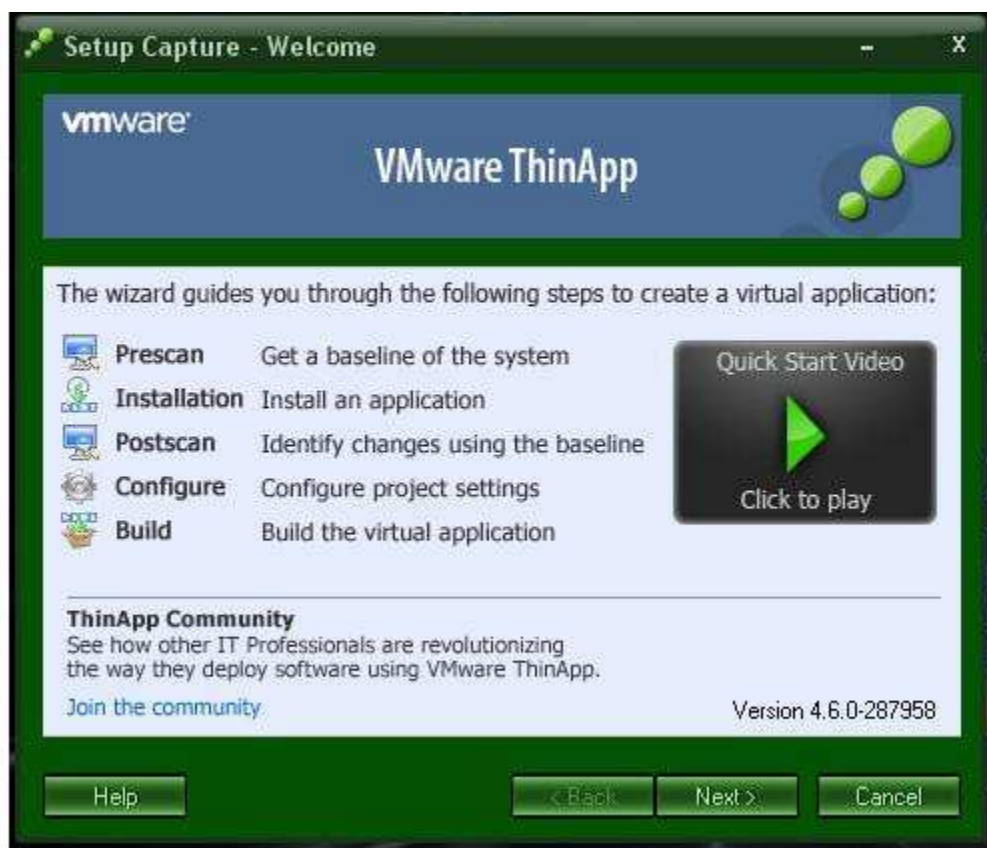 Setup Capture - Welcome
vmware
VMware ThinApp
The wizard guides you through the following steps to create a virtual application:
Prescan Get a baseline of the system
Installation Install an application
Postscan Identify changes using the baseline
Configure Configure project settings
Build Build the virtual application
Quick Start Video
Click to play
ThinApp Community
See how other IT Professionals are revolutionizing
the way they deploy software using VMware ThinApp.
Join the community
Version 4.6.0-287958
Help
< Back
Next >
Cancel